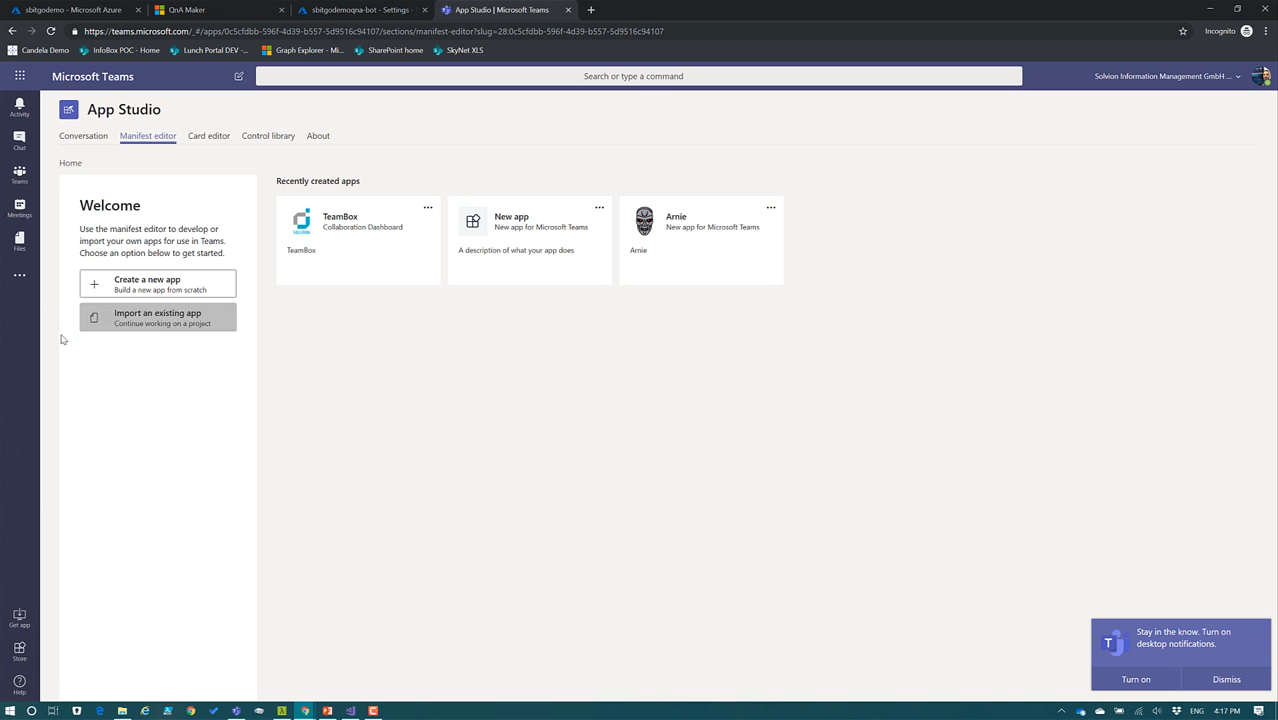 sbitgodemo - Microsoft Azure
QnA Maker
sbitgodemoqna-bot - Settings -
App Studio | Microsoft Teams
https://teams.microsoft.com/_#/apps/0c5cfdbb-596f-4d39-b557-5d9516c94107/sections/manifest-editor?slug=28:0c5cfdbb-596f-4d39-b557-5d9516c94107
Incognito
Candela Demo
InfoBox POC - Home
Lunch Portal DEV -...
Graph Explorer - Mi...
SharePoint home
SkyNet XLS
Microsoft Teams
Search or type a command
Solvion Information Management GmbH ...
Activity
Chat
Teams
Meetings
Files
Get app
Store
Help
App Studio
Conversation
Manifest editor
Card editor
Control library
About
Home
Welcome
Use the manifest editor to develop or
import your own apps for use in Teams.
Choose an option below to get started.
Create a new app
Build a new app from scratch
Import an existing app
Continue working on a project
Recently created apps
TeamBox
Collaboration Dashboard
TeamBox
New app
New app for Microsoft Teams
A description of what your app does
Arnie
New app for Microsoft Teams
Arnie
Stay in the know. Turn on
desktop notifications.
Turn on
Dismiss
ENG
4:17 PM